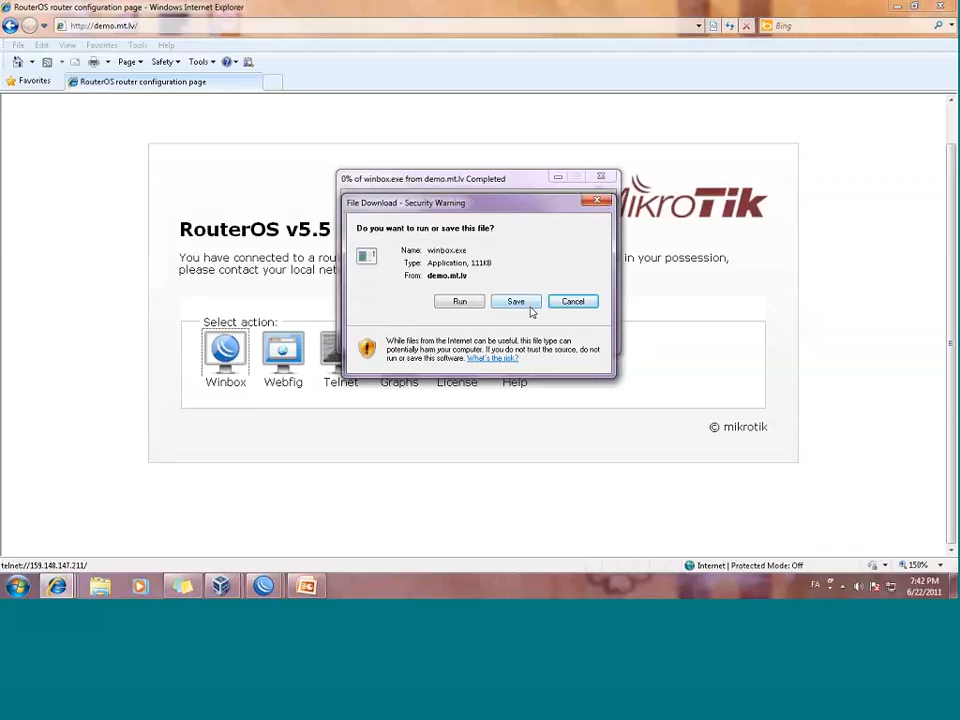 RouterOS router configuration page - Windows Internet Explorer
http://demo.mt.lv/
Bing
File Edit View Favorites Tools Help
Page Safety Tools
Favorites RouterOS router configuration page
0% of winbox.exe from demo.mt.lv Completed
File Download - Security Warning
MikroTik
Do you want to run or save this file?
RouterOS v5.5
Name: winbox.exe
You have connected to a rou in your possession,
Type: Application, 111KB
please contact your local net
From: demo.mt.lv
Run Save Cancel
Select action:
While files from the Internet can be useful, this file type can
potentially harm your computer. If you do not trust the source, do not
run or save this software. What's the risk?
Winbox Webfig Telnet Graphs License Help
© mikrotik
telnet://159.148.147.211/
Internet | Protected Mode: Off
150%
FA
7:42 PM
6/22/2011